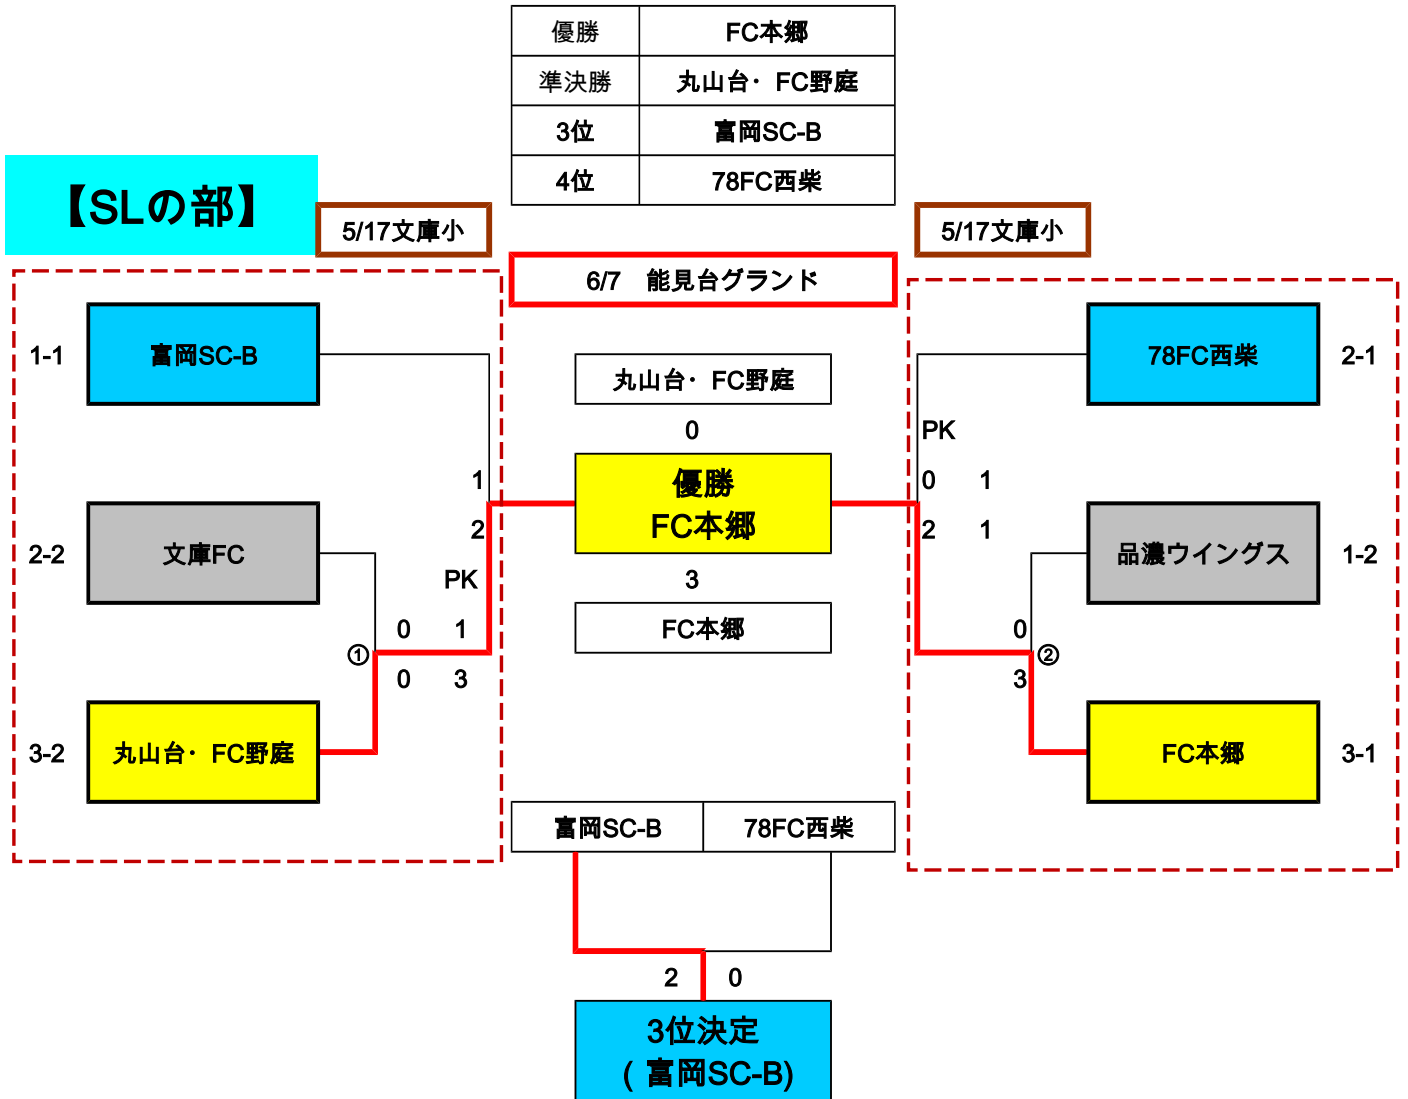 優勝 FC本郷
準決勝 丸山台・FC野庭
3位 富岡SC-B
4位 78FC西柴
【SLの部】
5/17文庫小
5/17文庫小
6/7 能見台グランド
1-1 富岡SC-B
丸山台・FC野庭
78FC西柴 2-1
0
PK
1
0 1
優勝
FC本郷
2
2 1
2-2 文庫FC
品濃ウイングス 1-2
PK
3
0 1
FC本郷
0
①
②
0 3
3
3-2 丸山台・FC野庭
FC本郷 3-1
富岡SC-B 78FC西柴
2 0
3位決定
( 富岡SC-B)